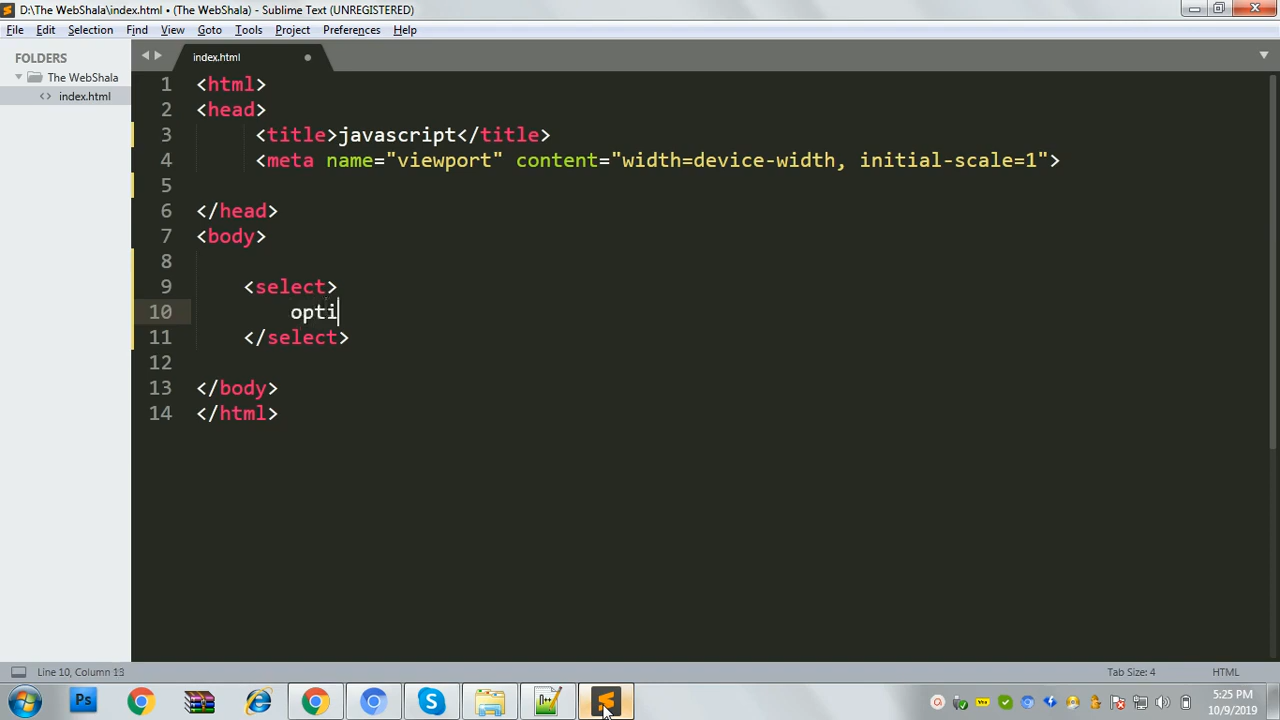 D:\The WebShala\index.html • (The WebShala) - Sublime Text (UNREGISTERED)
File Edit Selection Find View Goto Tools Project Preferences Help
FOLDERS
The WebShala
<> index.html
index.html
1 <html>
2 <head>
3 <title>javascript</title>
4 <meta name="viewport" content="width=device-width, initial-scale=1">
5
6 </head>
7 <body>
8
9 <select>
10 opti
11 </select>
12
13 </body>
14 </html>
Line 10, Column 13
Tab Size: 4
HTML
Ps
5:25 PM
10/9/2019